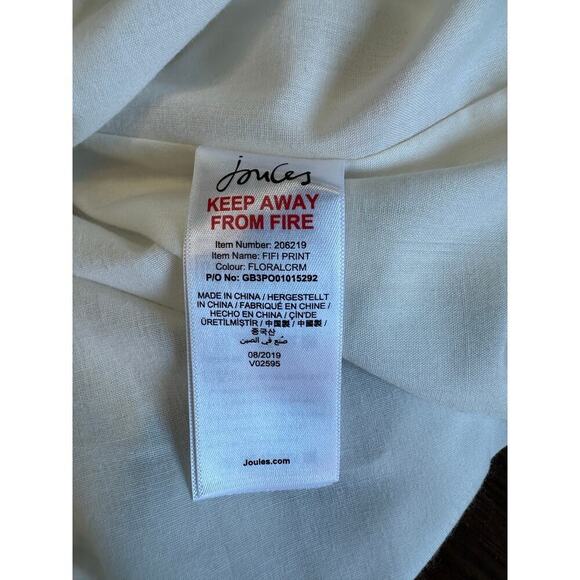 Joules
KEEP AWAY
FROM FIRE
Item Number: 206219
Item Name: FIFI PRINT
Colour: FLORALCRM
P/O No: GB3PO01015292
MADE IN CHINA / HERGESTELLT
IN CHINA / FABRIQUÉ EN CHINE /
HECHO EN CHINA / ÇİN'DE
ÜRETİLMİŞTİR / 中国製 / 中國製 /
중국산
صُنع في الصين
08/2019
V02595
Joules.com